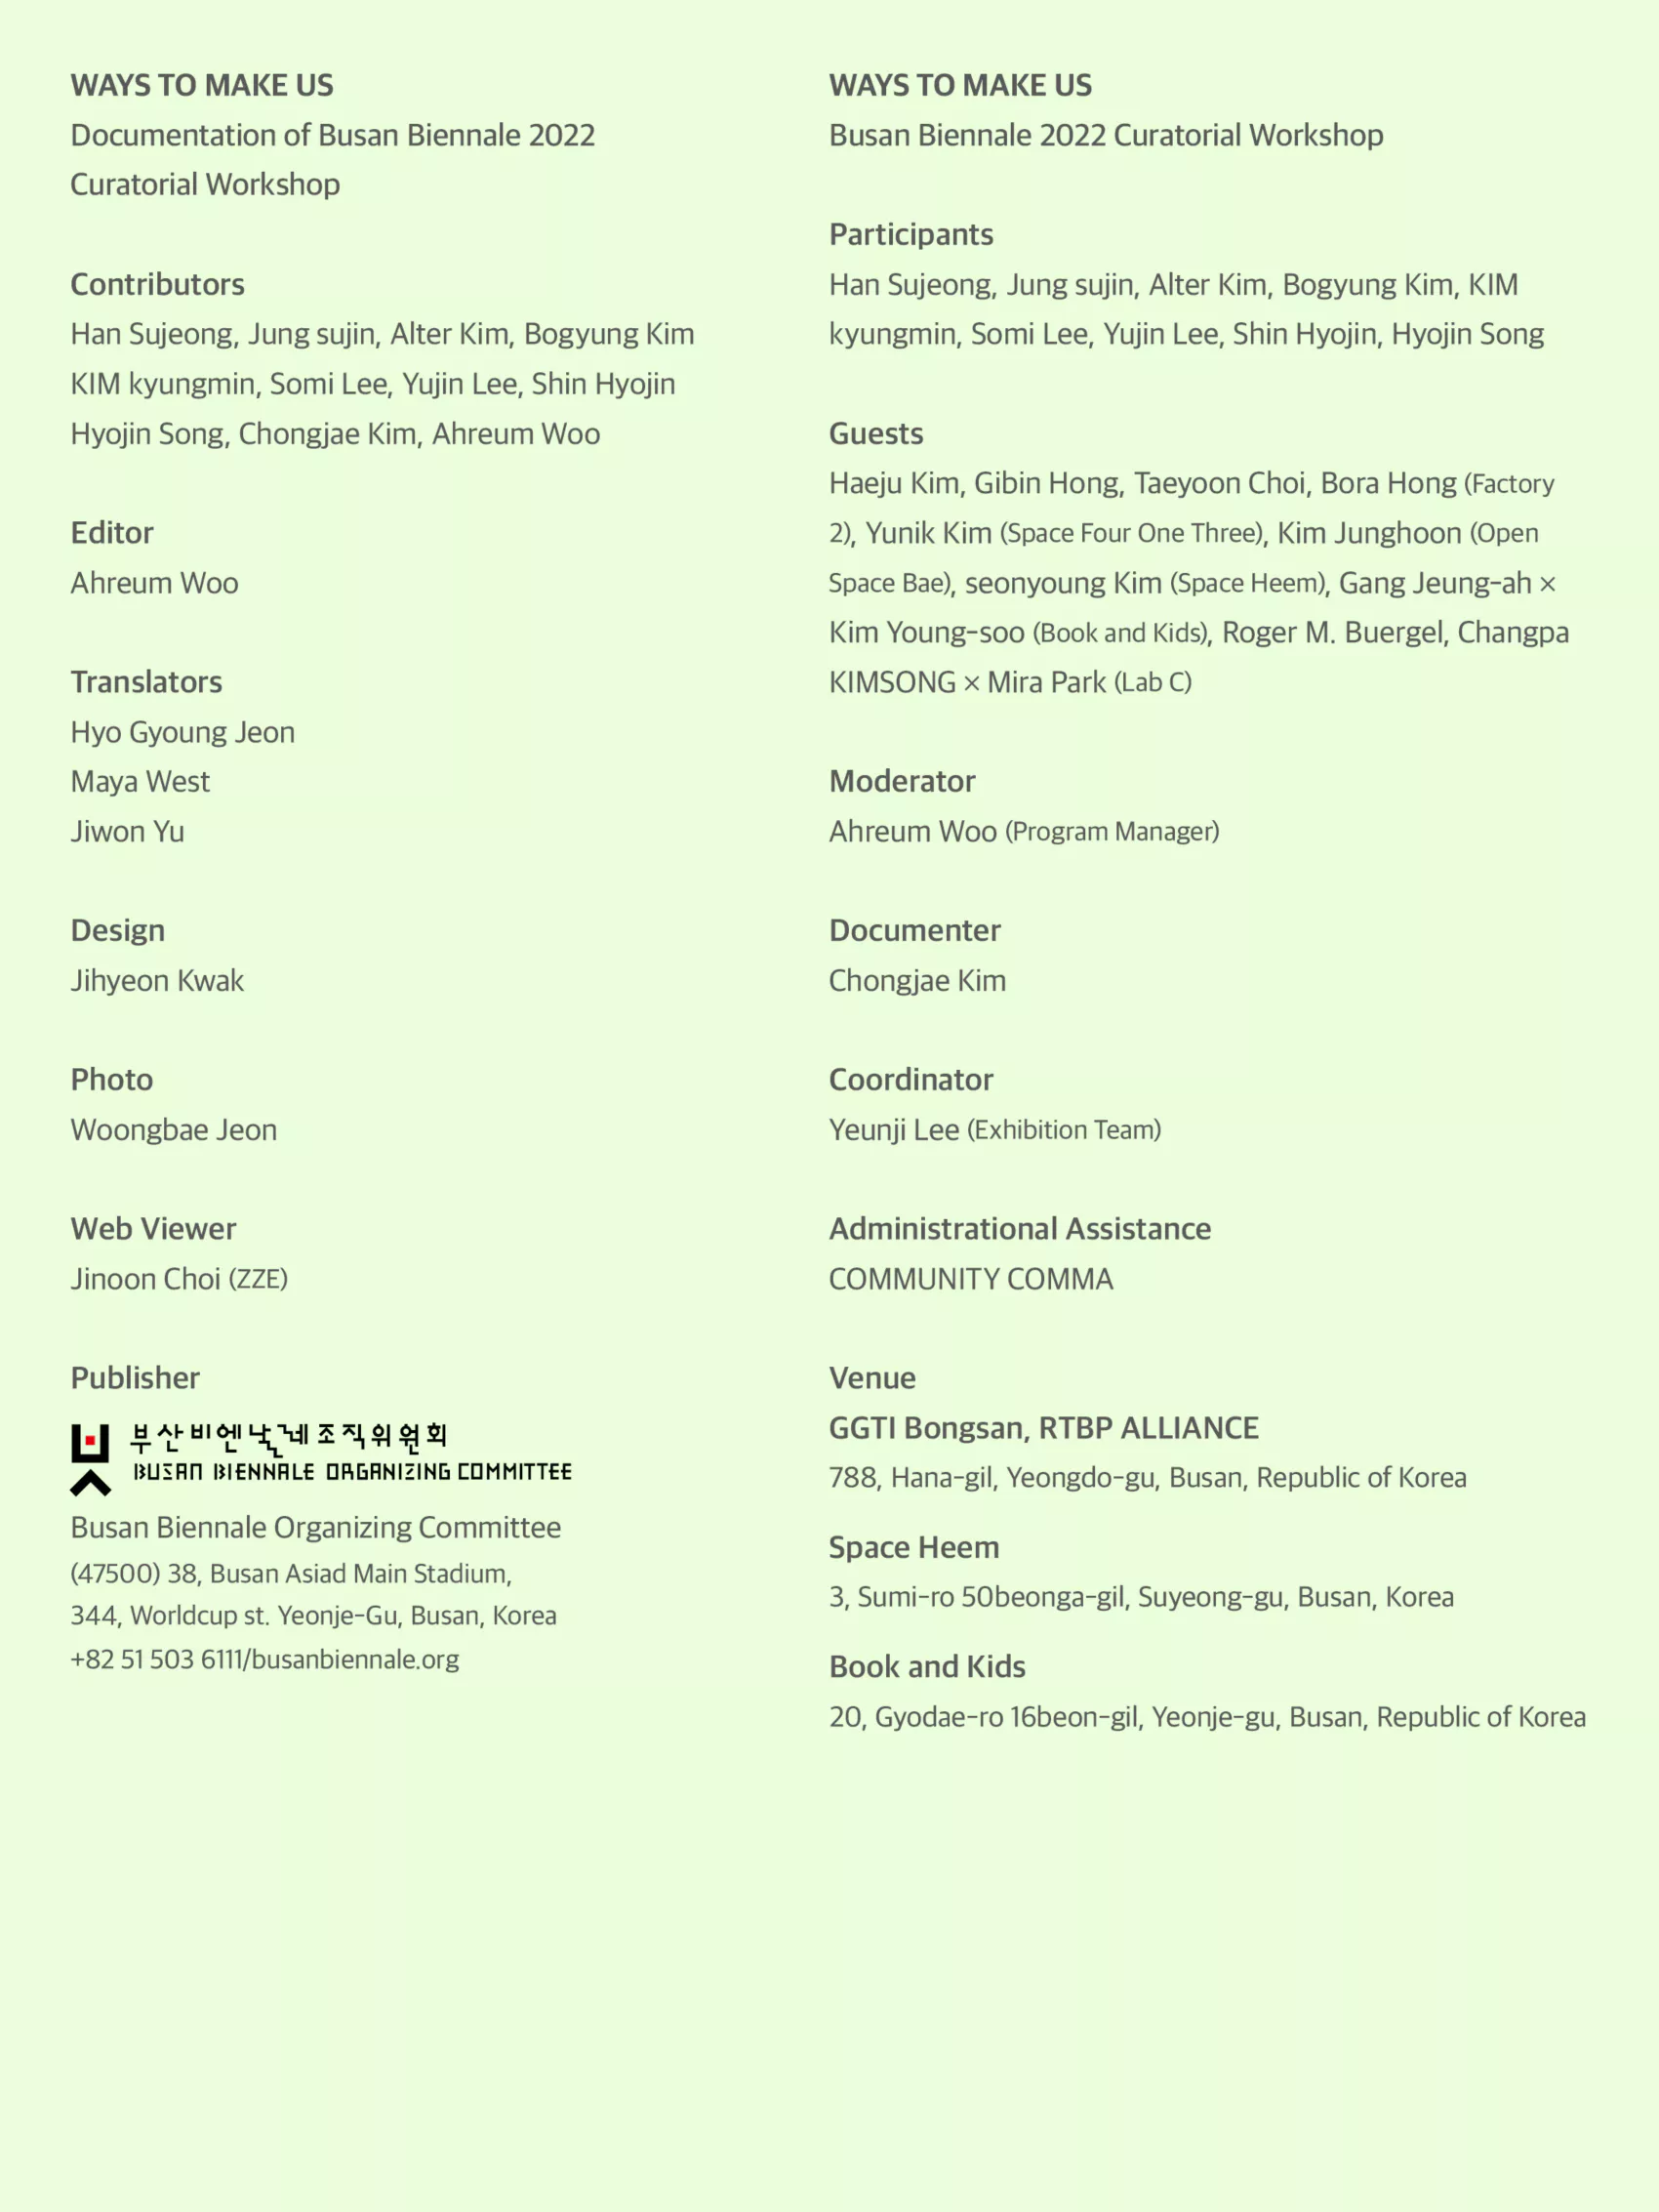 WAYS TO MAKE US
Documentation of Busan Biennale 2022
Curatorial Workshop
Contributors
Han Sujeong, Jung sujin, Alter Kim, Bogyung Kim
KIM kyungmin, Somi Lee, Yujin Lee, Shin Hyojin
Hyojin Song, Chongjae Kim, Ahreum Woo
Editor
Ahreum Woo
Translators
Hyo Gyoung Jeon
Maya West
Jiwon Yu
Design
Jihyeon Kwak
Photo
Woongbae Jeon
Web Viewer
Jinoon Choi (ZZE)
Publisher
부산비엔날레조직위원회
BUSAN BIENNALE ORGANIZING COMMITTEE
Busan Biennale Organizing Committee
(47500) 38, Busan Asiad Main Stadium,
344, Worldcup st. Yeonje-Gu, Busan, Korea
+82 51 503 6111/busanbiennale.org
WAYS TO MAKE US
Busan Biennale 2022 Curatorial Workshop
Participants
Han Sujeong, Jung sujin, Alter Kim, Bogyung Kim, KIM
kyungmin, Somi Lee, Yujin Lee, Shin Hyojin, Hyojin Song
Guests
Haeju Kim, Gibin Hong, Taeyoon Choi, Bora Hong (Factory
2), Yunik Kim (Space Four One Three), Kim Junghoon (Open
Space Bae), seonyoung Kim (Space Heem), Gang Jeung-ah ×
Kim Young-soo (Book and Kids), Roger M. Buergel, Changpa
KIMSONG × Mira Park (Lab C)
Moderator
Ahreum Woo (Program Manager)
Documenter
Chongjae Kim
Coordinator
Yeunji Lee (Exhibition Team)
Administrational Assistance
COMMUNITY COMMA
Venue
GGTI Bongsan, RTBP ALLIANCE
788, Hana-gil, Yeongdo-gu, Busan, Republic of Korea
Space Heem
3, Sumi-ro 50beonga-gil, Suyeong-gu, Busan, Korea
Book and Kids
20, Gyodae-ro 16beon-gil, Yeonje-gu, Busan, Republic of Korea